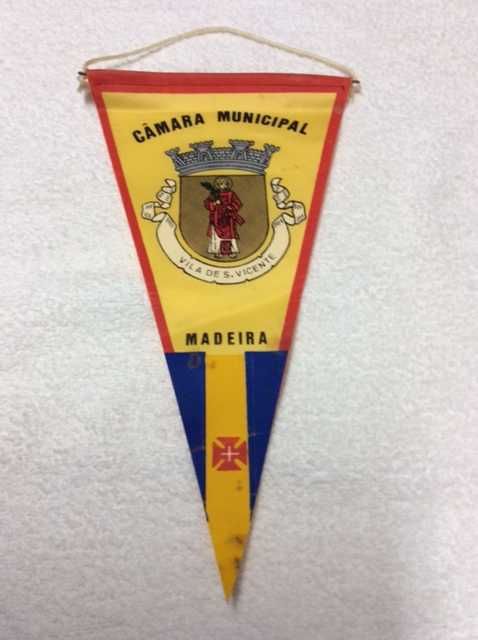 CÂMARA MUNICIPAL
VILA DE S. VICENTE
MADEIRA